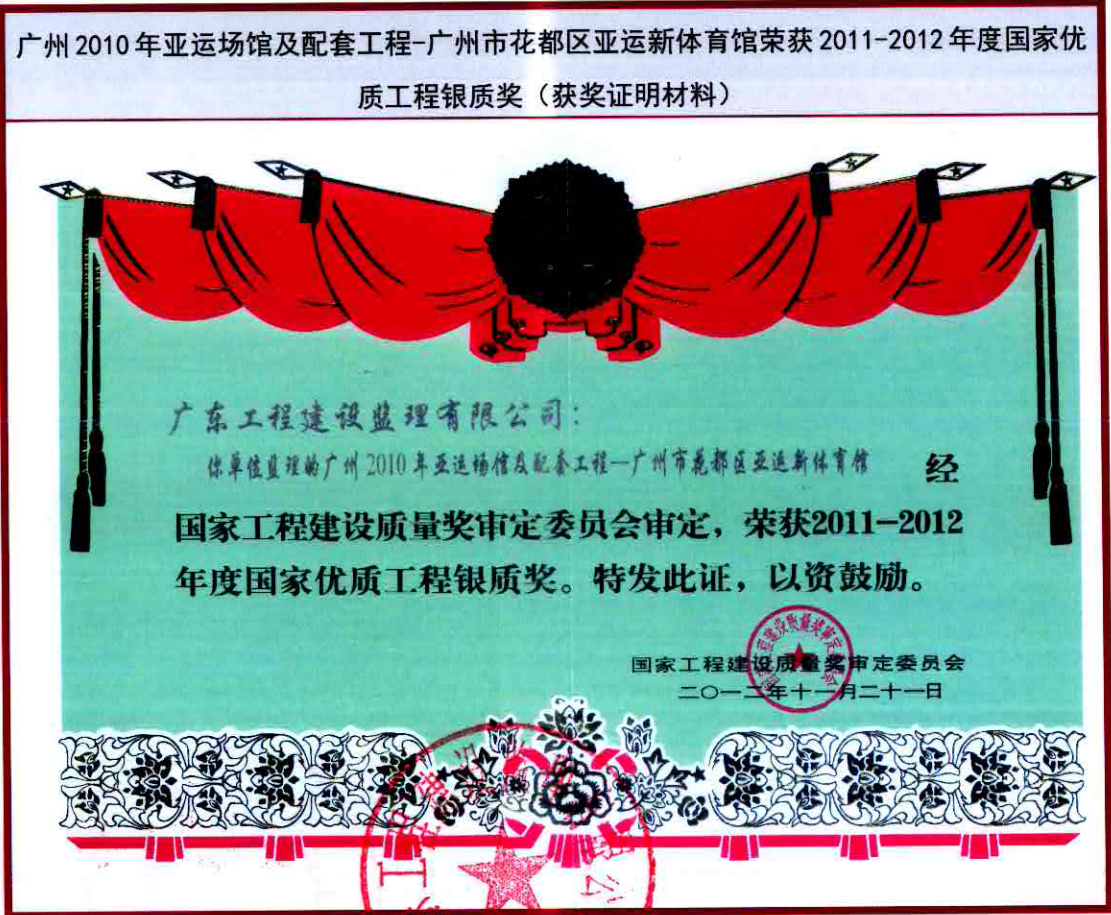 广州2010年亚运场馆及配套工程-广州市花都区亚运新体育馆荣获2011-2012年度国家优
质工程银质奖（获奖证明材料）
广东工程建设监理有限公司：
你单位监理的广州2010年亚运场馆及配套工程—广州市花都区亚运新体育馆 经
国家工程建设质量奖审定委员会审定，荣获2011-2012
年度国家优质工程银质奖。特发此证，以资鼓励。
国家工程建设质量奖审定委员会
二〇一二年十一月二十一日